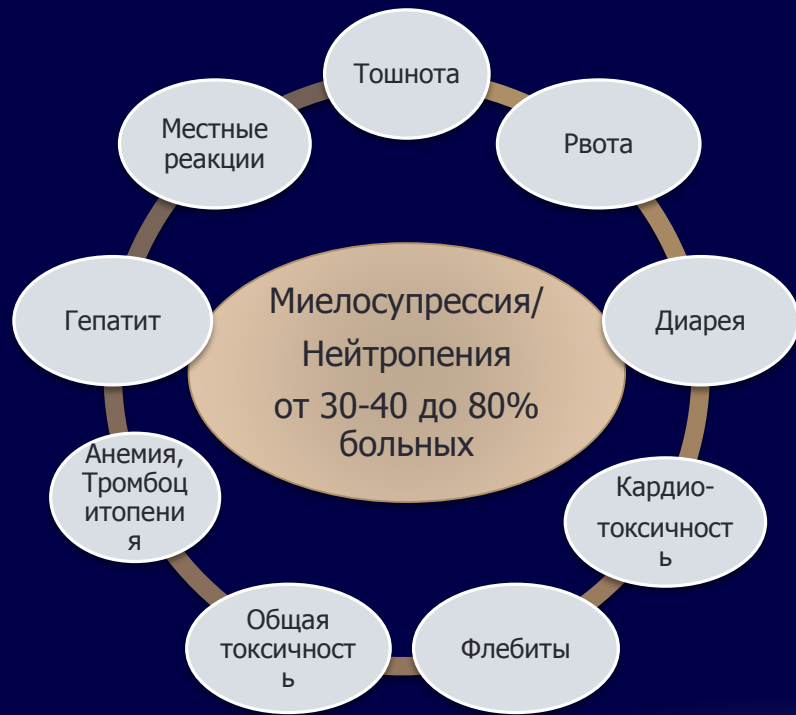 Тошнота
Рвота
Диарея
Кардио-
токсичност
ь
Флебиты
Общая
токсичност
ь
Анемия,
Тромбоц
итопени
я
Гепатит
Местные
реакции
Миелосупрессия/
Нейтропения
от 30-40 до 80%
больных